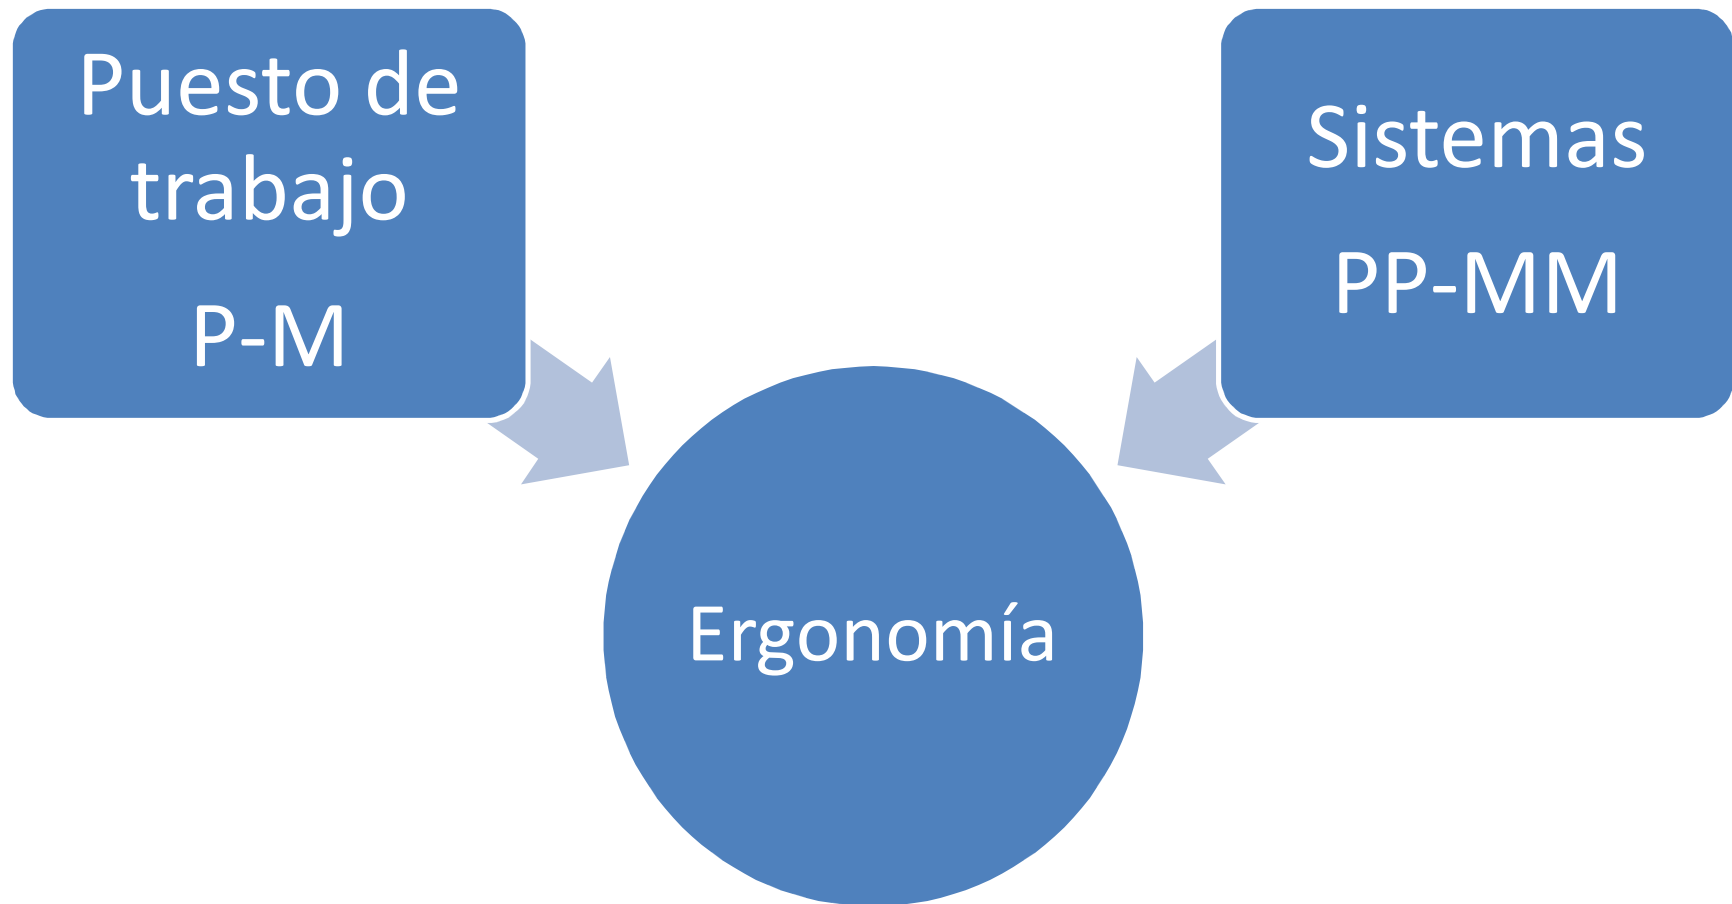 Puesto de
trabajo
P-M
Sistemas
PP-MM
Ergonomía